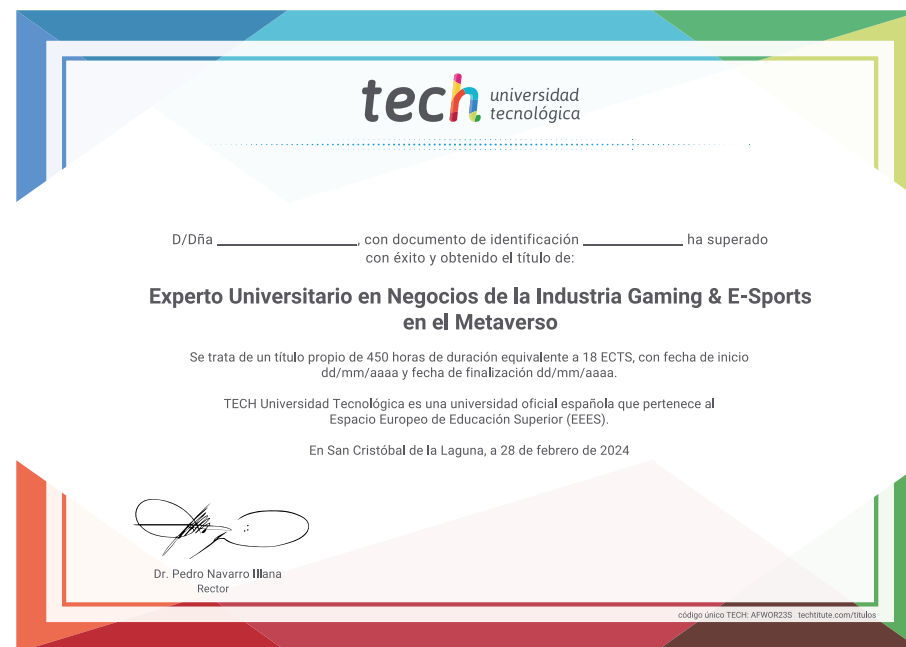 tech universidad
tecnológica
D/Dña ____________________, con documento de identificación ______________ ha superado
con éxito y obtenido el título de:
Experto Universitario en Negocios de la Industria Gaming & E-Sports
en el Metaverso
Se trata de un título propio de 450 horas de duración equivalente a 18 ECTS, con fecha de inicio
dd/mm/aaaa y fecha de finalización dd/mm/aaaa.
TECH Universidad Tecnológica es una universidad oficial española que pertenece al
Espacio Europeo de Educación Superior (EEES).
En San Cristóbal de la Laguna, a 28 de febrero de 2024
Dr. Pedro Navarro Illana
Rector
código único TECH: AFWOR23S techtitute.com/titulos